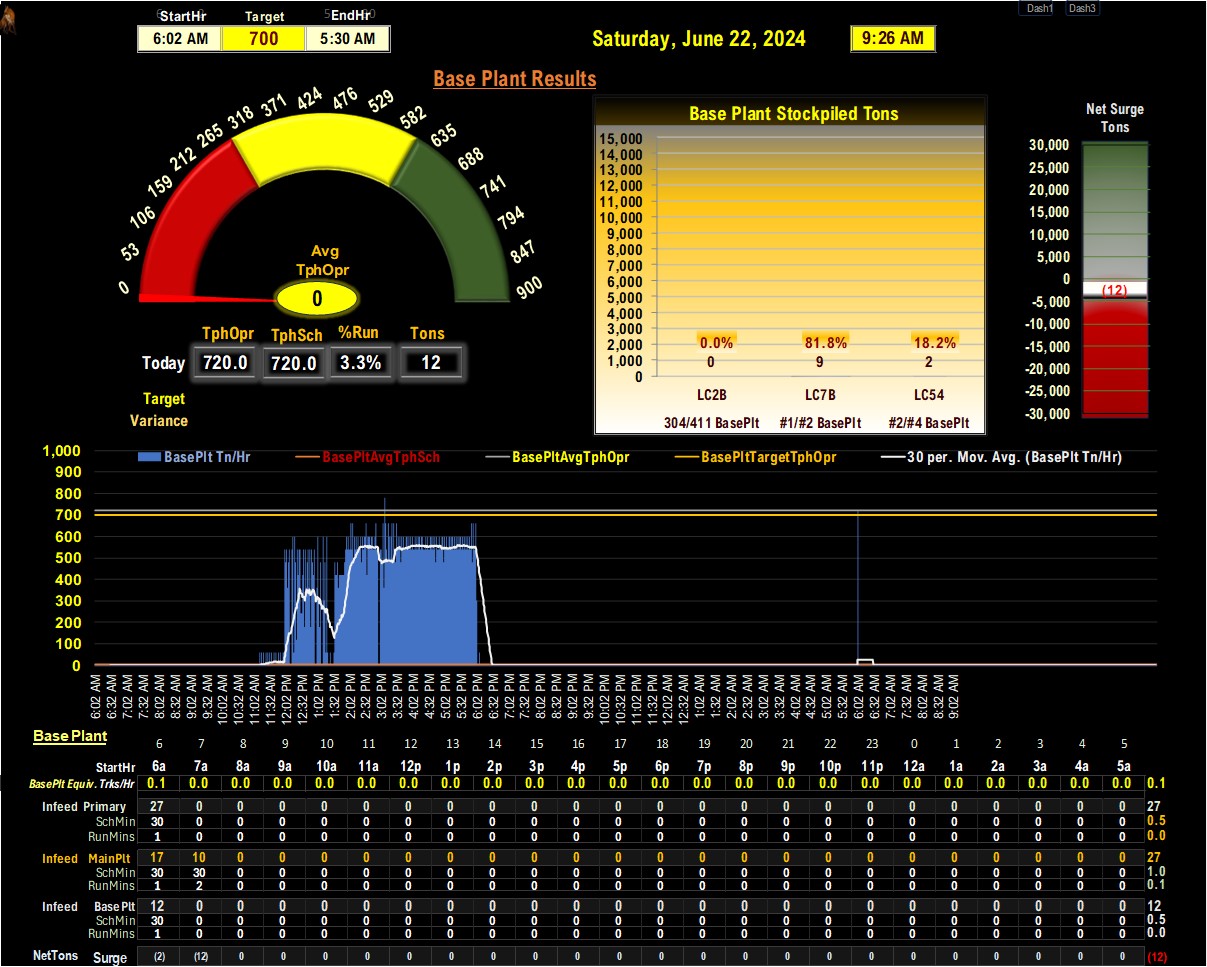 StartHr Target EndHr
6:02 AM 700 5:30 AM
Saturday, June 22, 2024
9:26 AM
Dash1 Dash3
Base Plant Results
0 53 106 159 212 265 318 371 424 476 529 582 635 688 741 794 847 900
Avg
TphOpr
0
TphOpr TphSch %Run Tons
Today 720.0 720.0 3.3% 12
Target
Variance
Base Plant Stockpiled Tons
15,000
14,000
13,000
12,000
11,000
10,000
9,000
8,000
7,000
6,000
5,000
4,000
3,000
2,000
1,000
0
0.0% 81.8% 18.2%
0 9 2
LC2B LC7B LC54
304/411 BasePlt #1/#2 BasePlt #2/#4 BasePlt
Net Surge
Tons
30,000
25,000
20,000
15,000
10,000
5,000
0
(12)
-5,000
-10,000
-15,000
-20,000
-25,000
-30,000
BasePlt Tn/Hr BasePltAvgTphSch BasePltAvgTphOpr BasePltTargetTphOpr 30 per. Mov. Avg. (BasePlt Tn/Hr)
1,000
900
800
700
600
500
400
300
200
100
0
6:02 AM 6:32 AM 7:02 AM 7:32 AM 8:02 AM 8:32 AM 9:02 AM 9:32 AM 10:02 AM 10:32 AM 11:02 AM 11:32 AM 12:02 PM 12:32 PM 1:02 PM 1:32 PM 2:02 PM 2:32 PM 3:02 PM 3:32 PM 4:02 PM 4:32 PM 5:02 PM 5:32 PM 6:02 PM 6:32 PM 7:02 PM 7:32 PM 8:02 PM 8:32 PM 9:02 PM 9:32 PM 10:02 PM 10:32 PM 11:02 PM 11:32 PM 12:02 AM 12:32 AM 1:02 AM 1:32 AM 2:02 AM 2:32 AM 3:02 AM 3:32 AM 4:02 AM 4:32 AM 5:02 AM 5:32 AM 6:02 AM 6:32 AM 7:02 AM 7:32 AM 8:02 AM 8:32 AM 9:02 AM
Base Plant
6 7 8 9 10 11 12 13 14 15 16 17 18 19 20 21 22 23 0 1 2 3 4 5
StartHr 6a 7a 8a 9a 10a 11a 12p 1p 2p 3p 4p 5p 6p 7p 8p 9p 10p 11p 12a 1a 2a 3a 4a 5a
BasePlt Equiv. Trks/Hr 0.1 0.0 0.0 0.0 0.0 0.0 0.0 0.0 0.0 0.0 0.0 0.0 0.0 0.0 0.0 0.0 0.0 0.0 0.0 0.0 0.0 0.0 0.0 0.0 0.1
Infeed Primary 27 0 0 0 0 0 0 0 0 0 0 0 0 0 0 0 0 0 0 0 0 0 0 0 27
SchMin 30 0 0 0 0 0 0 0 0 0 0 0 0 0 0 0 0 0 0 0 0 0 0 0 0.5
RunMins 1 0 0 0 0 0 0 0 0 0 0 0 0 0 0 0 0 0 0 0 0 0 0 0 0.0
Infeed MainPlt 17 10 0 0 0 0 0 0 0 0 0 0 0 0 0 0 0 0 0 0 0 0 0 0 27
SchMin 30 30 0 0 0 0 0 0 0 0 0 0 0 0 0 0 0 0 0 0 0 0 0 0 1.0
RunMins 1 2 0 0 0 0 0 0 0 0 0 0 0 0 0 0 0 0 0 0 0 0 0 0 0.1
Infeed Base Plt 12 0 0 0 0 0 0 0 0 0 0 0 0 0 0 0 0 0 0 0 0 0 0 0 12
SchMin 30 0 0 0 0 0 0 0 0 0 0 0 0 0 0 0 0 0 0 0 0 0 0 0 0.5
RunMins 1 0 0 0 0 0 0 0 0 0 0 0 0 0 0 0 0 0 0 0 0 0 0 0 0.0
NetTons Surge (2) (12) 0 0 0 0 0 0 0 0 0 0 0 0 0 0 0 0 0 0 0 0 0 0 (12)